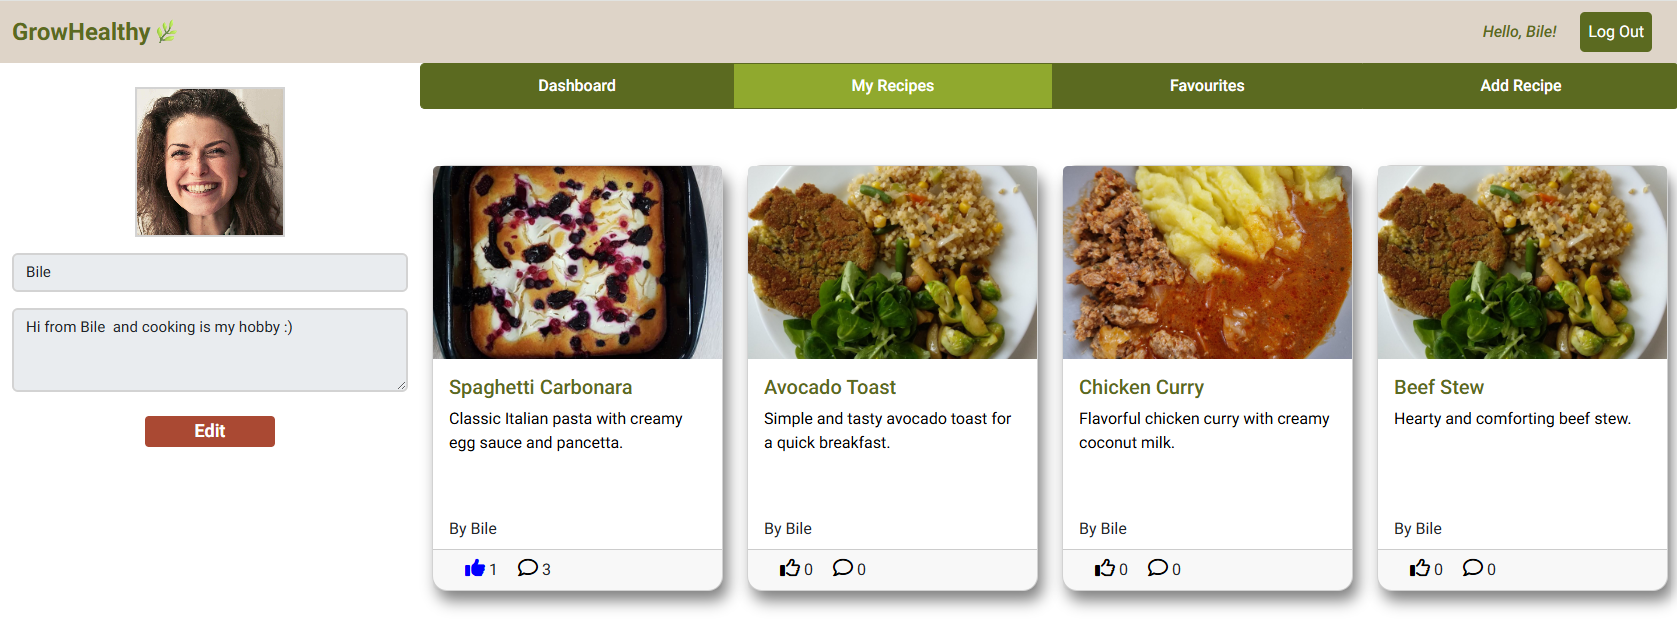 GrowHealthy
Hello, Bile!
Log Out
Dashboard
My Recipes
Favourites
Add Recipe
Bile
Hi from Bile  and cooking is my hobby :)
Edit
Spaghetti Carbonara
Classic Italian pasta with creamy
egg sauce and pancetta.
By Bile
1
3
Avocado Toast
Simple and tasty avocado toast for
a quick breakfast.
By Bile
0
0
Chicken Curry
Flavorful chicken curry with creamy
coconut milk.
By Bile
0
0
Beef Stew
Hearty and comforting beef stew.
By Bile
0
0